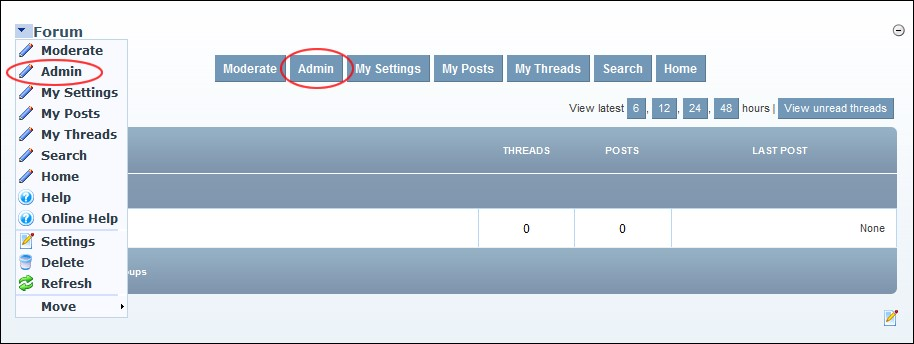 Forum
Moderate
Admin
My Settings
My Posts
My Threads
Search
Home
Help
Online Help
Settings
Delete
Refresh
Move
Moderate Admin My Settings My Posts My Threads Search Home
View latest 6, 12, 24, 48 hours | View unread threads
THREADS POSTS LAST POST
0 0 None